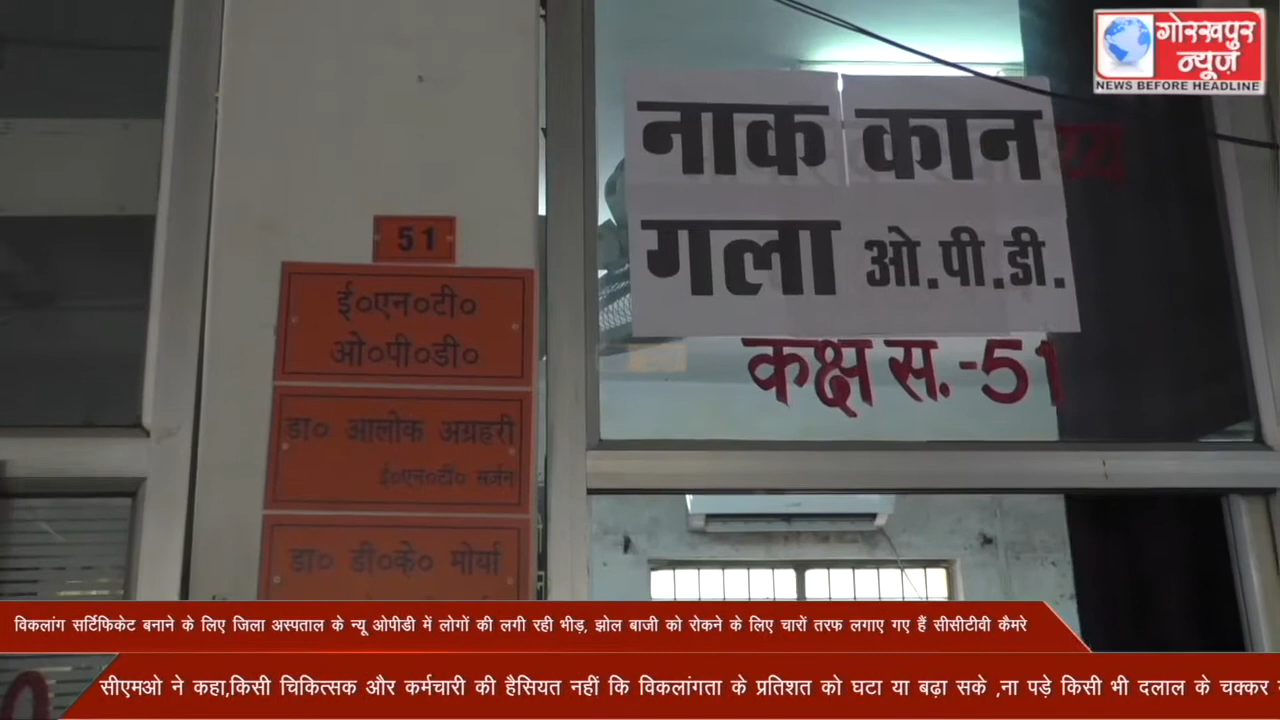 गोरखपुर
न्यूज़
NEWS BEFORE HEADLINE
नाक कान
गला ओ.पी.डी.
कक्ष स.-51
51
ई०एन०टी०
ओ०पी०डी०
डा० आलोक अग्रहरी
ई०एन०टी० सर्जन
डा० डी०के० मोर्या
विकलांग सर्टिफिकेट बनाने के लिए जिला अस्पताल के न्यू ओपीडी में लोगों की लगी रही भीड़, झोल बाजी को रोकने के लिए चारों तरफ लगाए गए हैं सीसीटीवी कैमरे
सीएमओ ने कहा,किसी चिकित्सक और कर्मचारी की हैसियत नहीं कि विकलांगता के प्रतिशत को घटा या बढ़ा सके ,ना पड़े किसी भी दलाल के चक्कर